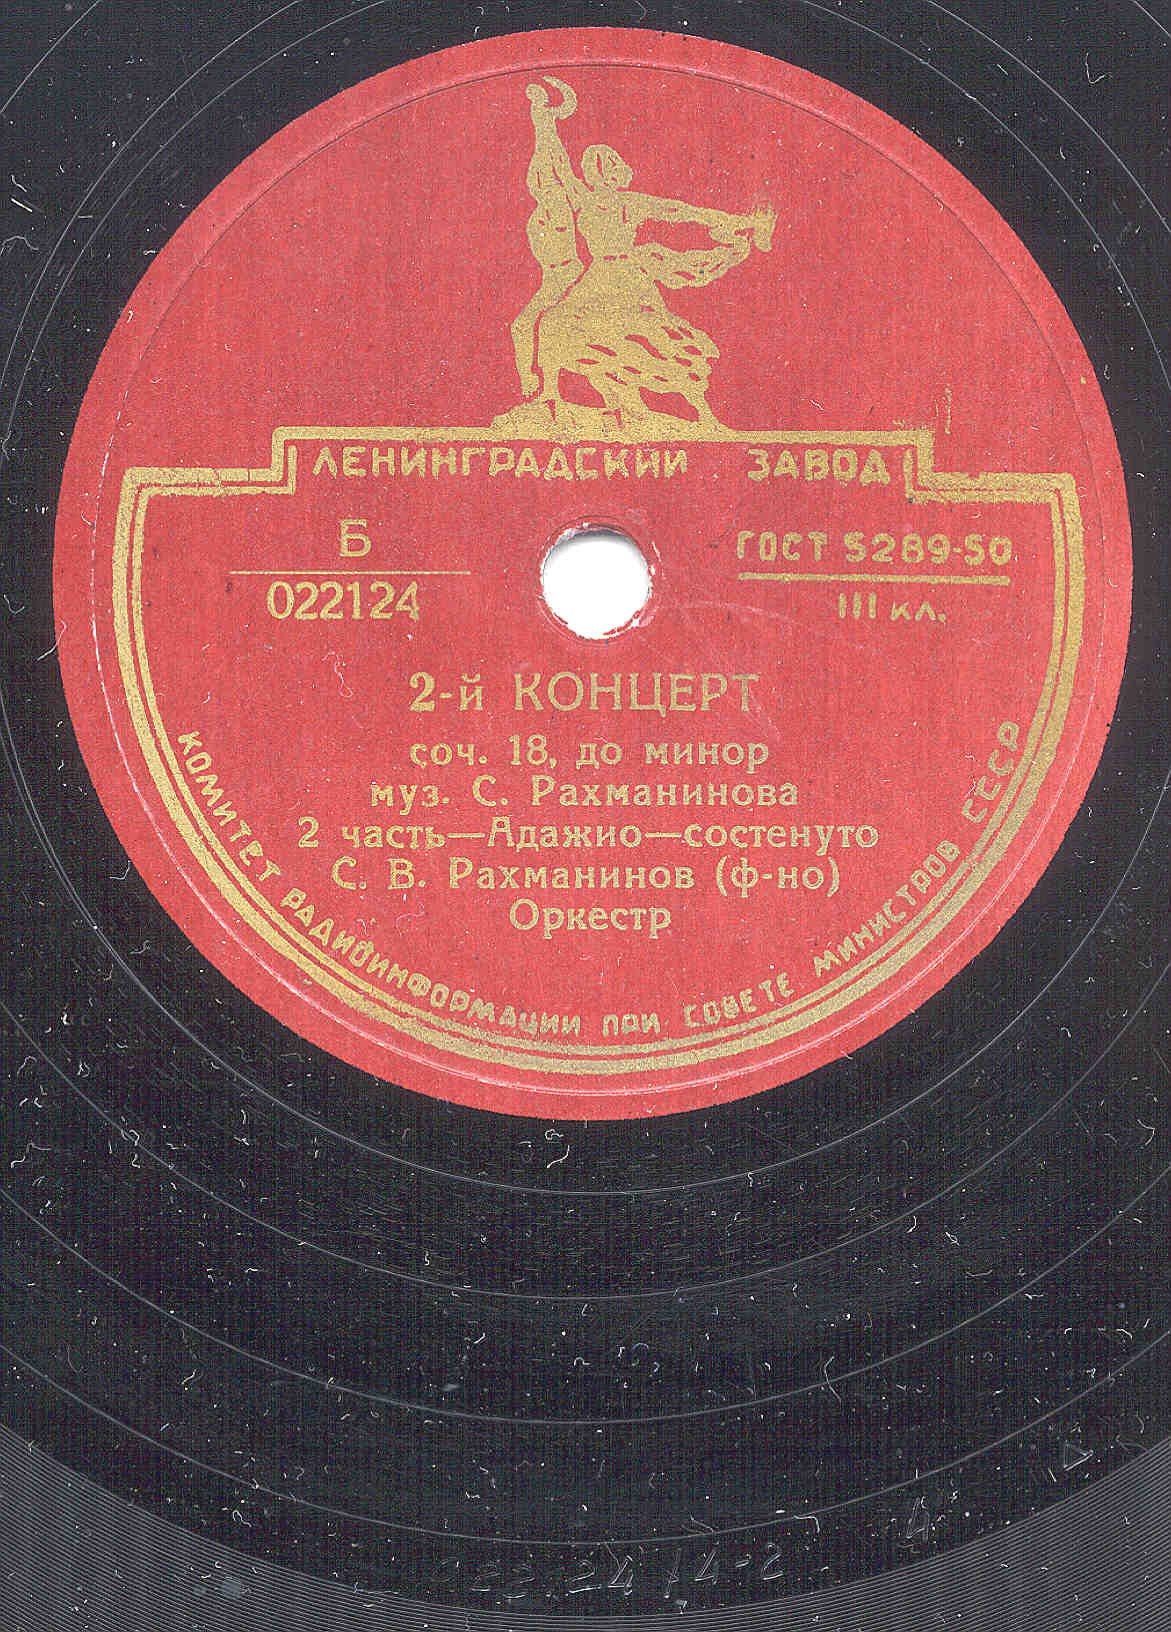 ЛЕНИНГРАДСКИЙ ЗАВОД
Б
022124
ГОСТ 5289-50
III кл.
2-й КОНЦЕРТ
соч. 18, до минор
муз. С. Рахманинова
2 часть—Адажио—состенуто
С. В. Рахманинов (ф-но)
Оркестр
КОМИТЕТ РАДИОИНФОРМАЦИИ ПРИ СОВЕТЕ МИНИСТРОВ СССР